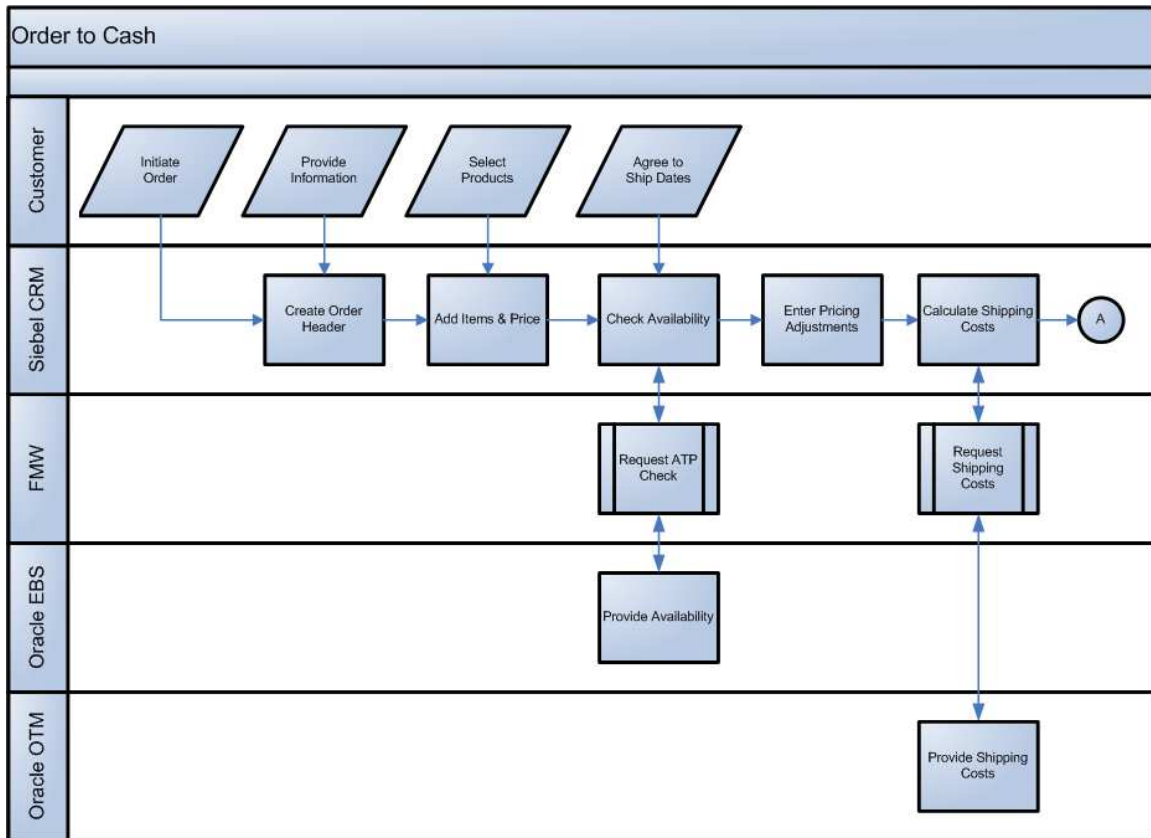 Order to Cash
Customer
Initiate
Order
Provide
Information
Select
Products
Agree to
Ship Dates
Siebel CRM
Create Order
Header
Add Items & Price
Check Availability
Enter Pricing
Adjustments
Calculate Shipping
Costs
A
FMW
Request ATP
Check
Request
Shipping
Costs
Oracle EBS
Provide Availability
Oracle OTM
Provide Shipping
Costs